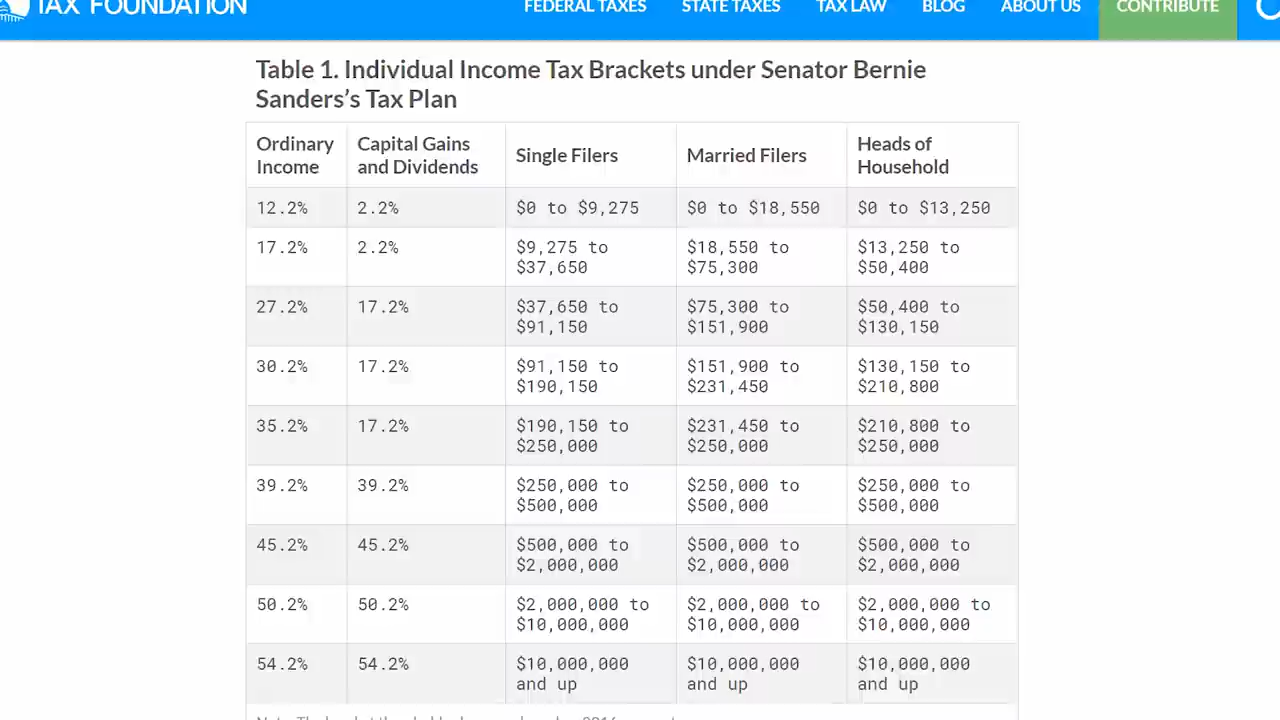 TAX FOUNDATION
FEDERAL TAXES STATE TAXES TAX LAW BLOG ABOUT US CONTRIBUTE
Table 1. Individual Income Tax Brackets under Senator Bernie
Sanders’s Tax Plan
Ordinary Income Capital Gains and Dividends Single Filers Married Filers Heads of Household
12.2% 2.2% $0 to $9,275 $0 to $18,550 $0 to $13,250
17.2% 2.2% $9,275 to $37,650 $18,550 to $75,300 $13,250 to $50,400
27.2% 17.2% $37,650 to $91,150 $75,300 to $151,900 $50,400 to $130,150
30.2% 17.2% $91,150 to $190,150 $151,900 to $231,450 $130,150 to $210,800
35.2% 17.2% $190,150 to $250,000 $231,450 to $250,000 $210,800 to $250,000
39.2% 39.2% $250,000 to $500,000 $250,000 to $500,000 $250,000 to $500,000
45.2% 45.2% $500,000 to $2,000,000 $500,000 to $2,000,000 $500,000 to $2,000,000
50.2% 50.2% $2,000,000 to $10,000,000 $2,000,000 to $10,000,000 $2,000,000 to $10,000,000
54.2% 54.2% $10,000,000 and up $10,000,000 and up $10,000,000 and up